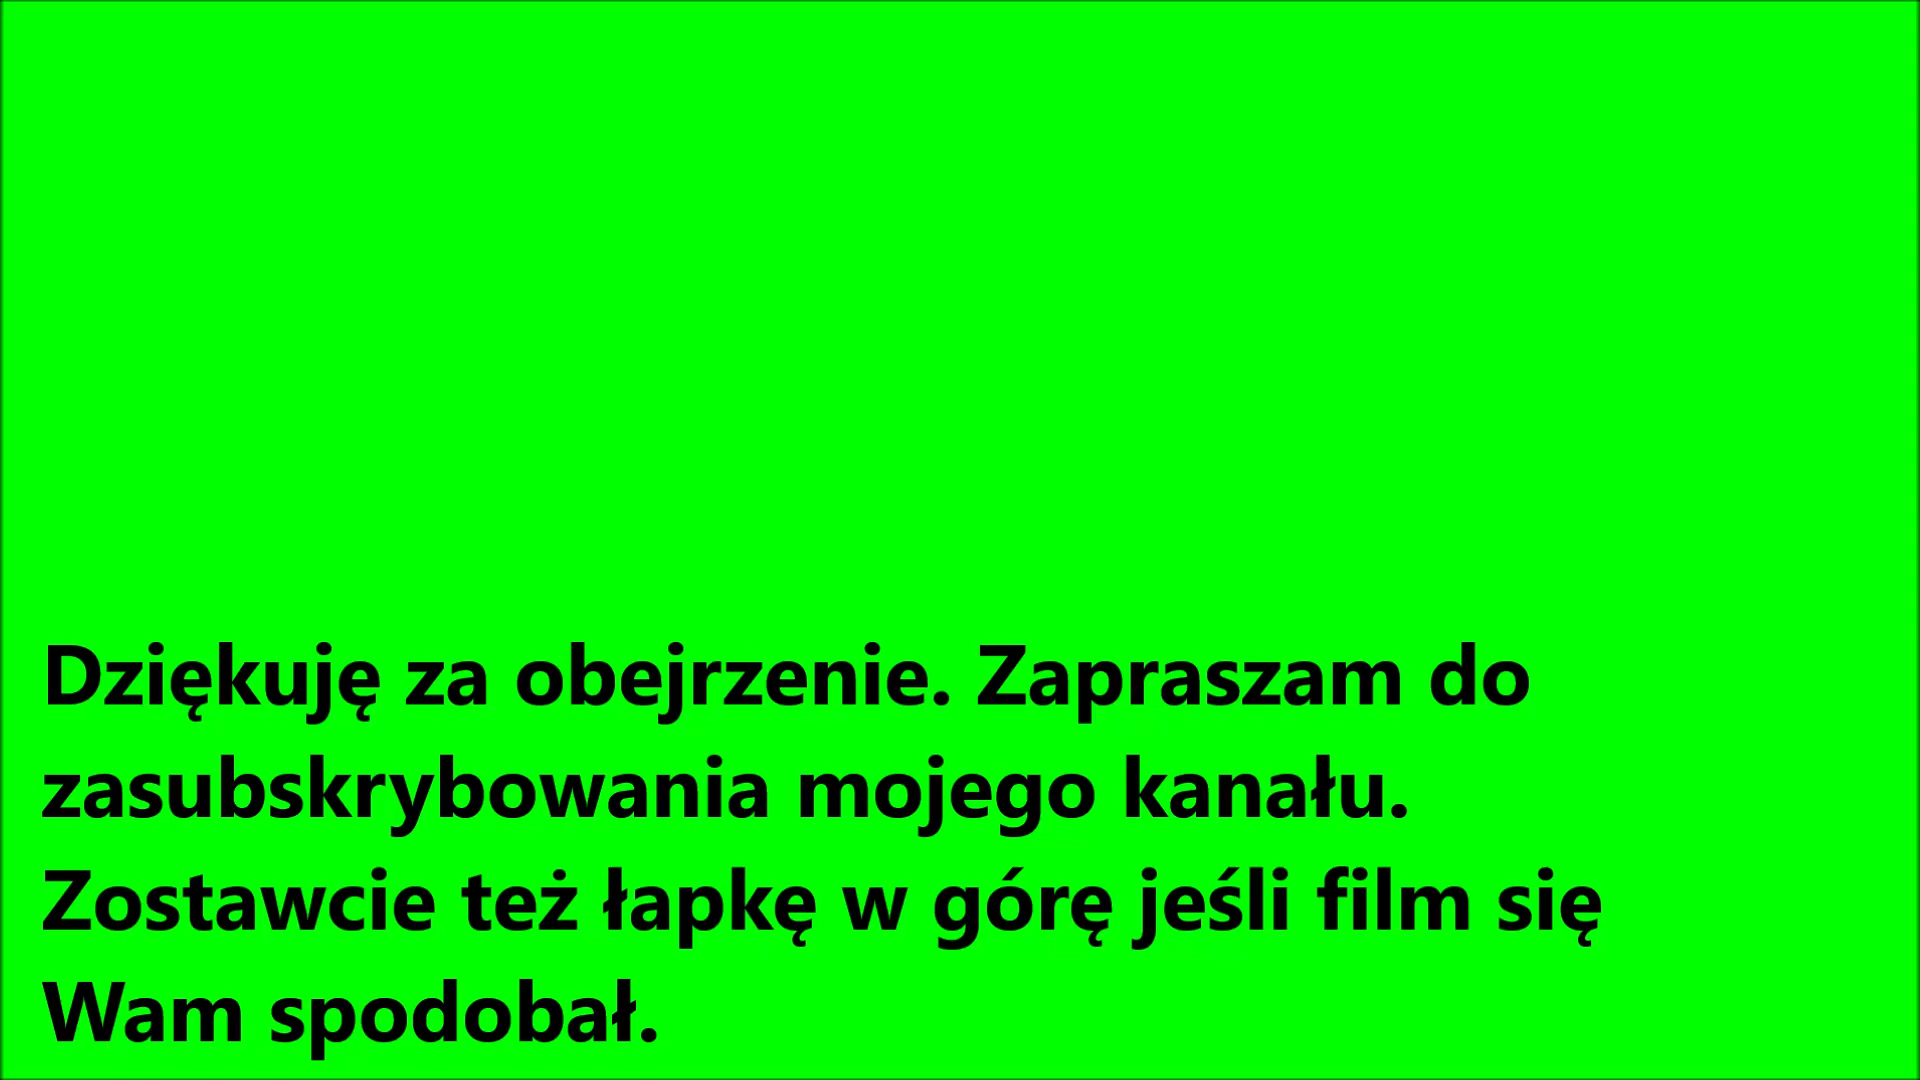 Dziękuję za obejrzenie. Zapraszam do
zasubskrybowania mojego kanału.
Zostawcie też łapkę w górę jeśli film się
Wam spodobał.